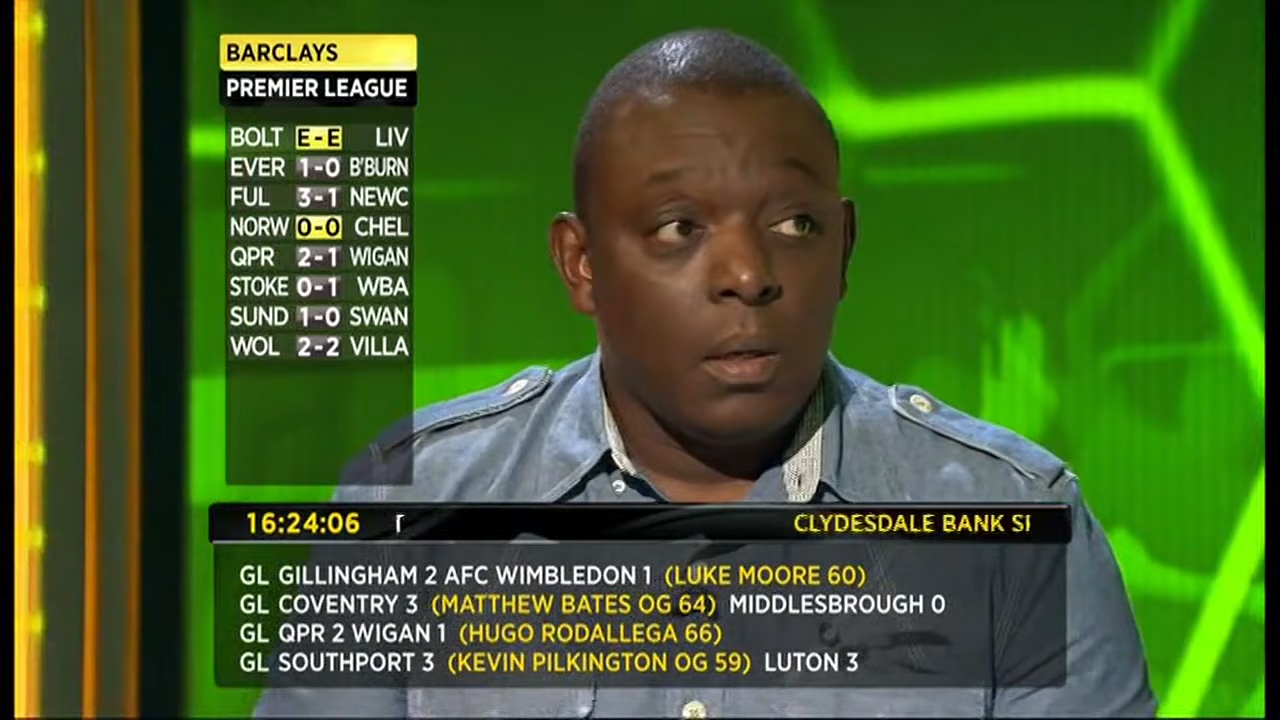 BARCLAYS
PREMIER LEAGUE
BOLT E-E LIV
EVER 1-0 B'BURN
FUL 3-1 NEWC
NORW 0-0 CHEL
QPR 2-1 WIGAN
STOKE 0-1 WBA
SUND 1-0 SWAN
WOL 2-2 VILLA
16:24:06 CLYDESDALE BANK
GL GILLINGHAM 2 AFC WIMBLEDON 1 (LUKE MOORE 60)
GL COVENTRY 3 (MATTHEW BATES OG 64) MIDDLESBROUGH 0
GL QPR 2 WIGAN 1 (HUGO RODALLEGA 66)
GL SOUTHPORT 3 (KEVIN PILKINGTON OG 59) LUTON 3